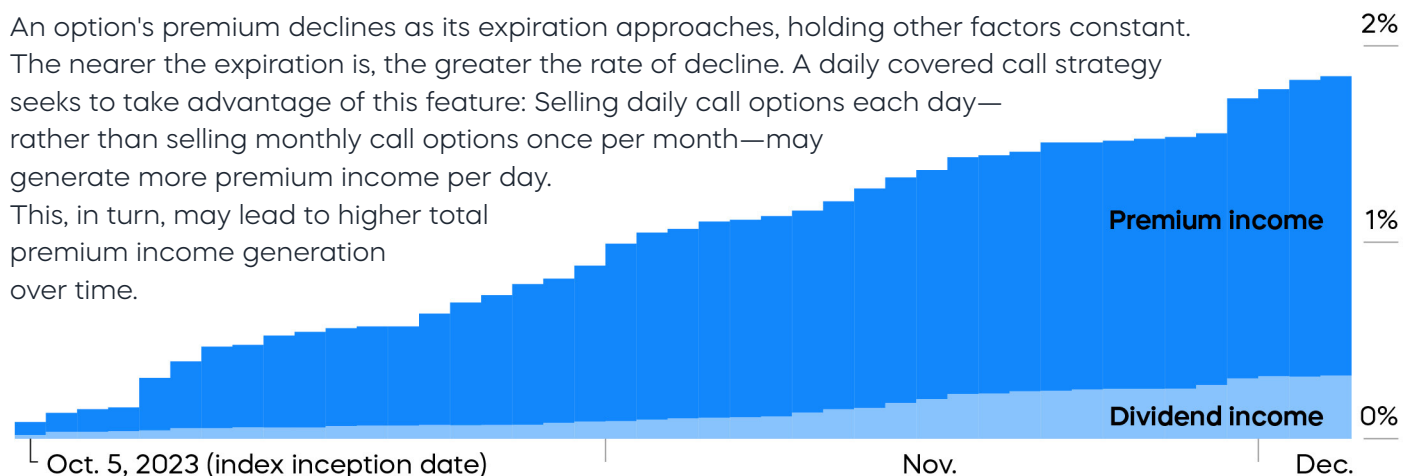 An option's premium declines as its expiration approaches, holding other factors constant.
The nearer the expiration is, the greater the rate of decline. A daily covered call strategy
seeks to take advantage of this feature: Selling daily call options each day—
rather than selling monthly call options once per month—may
generate more premium income per day.
This, in turn, may lead to higher total
premium income generation
over time.
2%
1%
0%
Premium income
Dividend income
Oct. 5, 2023 (index inception date)
Nov.
Dec.